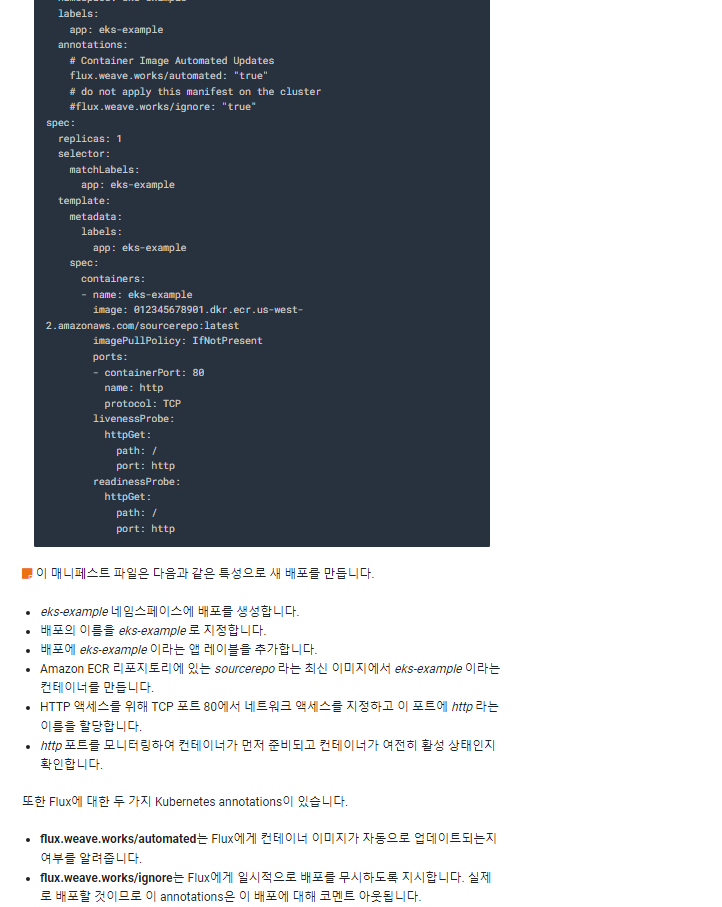 labels:
app: eks-example
annotations:
# Container Image Automated Updates
flux.weave.works/automated: "true"
# do not apply this manifest on the cluster
#flux.weave.works/ignore: "true"
spec:
replicas: 1
selector:
matchLabels:
app: eks-example
template:
metadata:
labels:
app: eks-example
spec:
containers:
- name: eks-example
image: 012345678901.dkr.ecr.us-west-
2.amazonaws.com/sourcerepo:latest
imagePullPolicy: IfNotPresent
ports:
- containerPort: 80
name: http
protocol: TCP
livenessProbe:
httpGet:
path: /
port: http
readinessProbe:
httpGet:
path: /
port: http
이 매니페스트 파일은 다음과 같은 특성으로 새 배포를 만듭니다.
• eks-example 네임스페이스에 배포를 생성합니다.
• 배포의 이름을 eks-example 로 지정합니다.
• 배포에 eks-example 이라는 앱 레이블을 추가합니다.
• Amazon ECR 리포지토리에 있는 sourcerepo 라는 최신 이미지에서 eks-example 이라는
컨테이너를 만듭니다.
• HTTP 액세스를 위해 TCP 포트 80에서 네트워크 액세스를 지정하고 이 포트에 http 라는
이름을 할당합니다.
• http 포트를 모니터링하여 컨테이너가 먼저 준비되고 컨테이너가 여전히 활성 상태인지
확인합니다.
또한 Flux에 대한 두 가지 Kubernetes annotations이 있습니다.
• flux.weave.works/automated는 Flux에게 컨테이너 이미지가 자동으로 업데이트되는지
여부를 알려줍니다.
• flux.weave.works/ignore는 Flux에게 일시적으로 배포를 무시하도록 지시합니다. 실제
로 배포할 것이므로 이 annotations은 이 배포에 대해 코멘트 아웃됩니다.